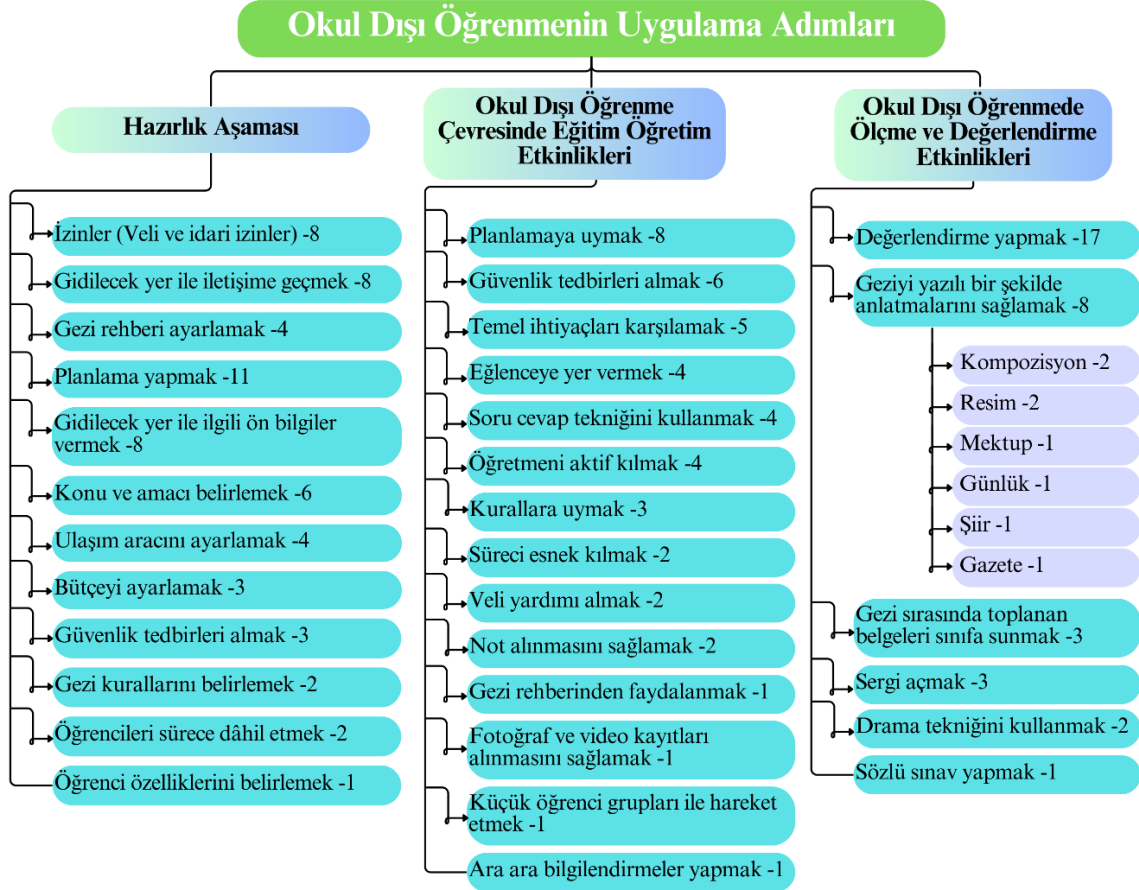 Okul Dışı Öğrenmenin Uygulama Adımları
Hazırlık Aşaması
İzinler (Veli ve idari izinler) -8
Gidilecek yer ile iletişime geçmek -8
Gezi rehberi ayarlamak -4
Planlama yapmak -11
Gidilecek yer ile ilgili ön bilgiler
vermek -8
Konu ve amacı belirlemek -6
Ulaşım aracını ayarlamak -4
Bütçeyi ayarlamak -3
Güvenlik tedbirleri almak -3
Gezi kurallarını belirlemek -2
Öğrencileri sürece dâhil etmek -2
Öğrenci özelliklerini belirlemek -1
Okul Dışı Öğrenme
Çevresinde Eğitim Öğretim
Etkinlikleri
Planlamaya uymak -8
Güvenlik tedbirleri almak -6
Temel ihtiyaçları karşılamak -5
Eğlenceye yer vermek -4
Soru cevap tekniğini kullanmak -4
Öğretmeni aktif kılmak -4
Kurallara uymak -3
Süreci esnek kılmak -2
Veli yardımı almak -2
Not alınmasını sağlamak -2
Gezi rehberinden faydalanmak -1
Fotoğraf ve video kayıtları
alınmasını sağlamak -1
Küçük öğrenci grupları ile hareket
etmek -1
Ara ara bilgilendirmeler yapmak -1
Okul Dışı Öğrenmede
Ölçme ve Değerlendirme
Etkinlikleri
Değerlendirme yapmak -17
Geziyi yazılı bir şekilde
anlatmalarını sağlamak -8
Kompozisyon -2
Resim -2
Mektup -1
Günlük -1
Şiir -1
Gazete -1
Gezi sırasında toplanan
belgeleri sınıfa sunmak -3
Sergi açmak -3
Drama tekniğini kullanmak -2
Sözlü sınav yapmak -1